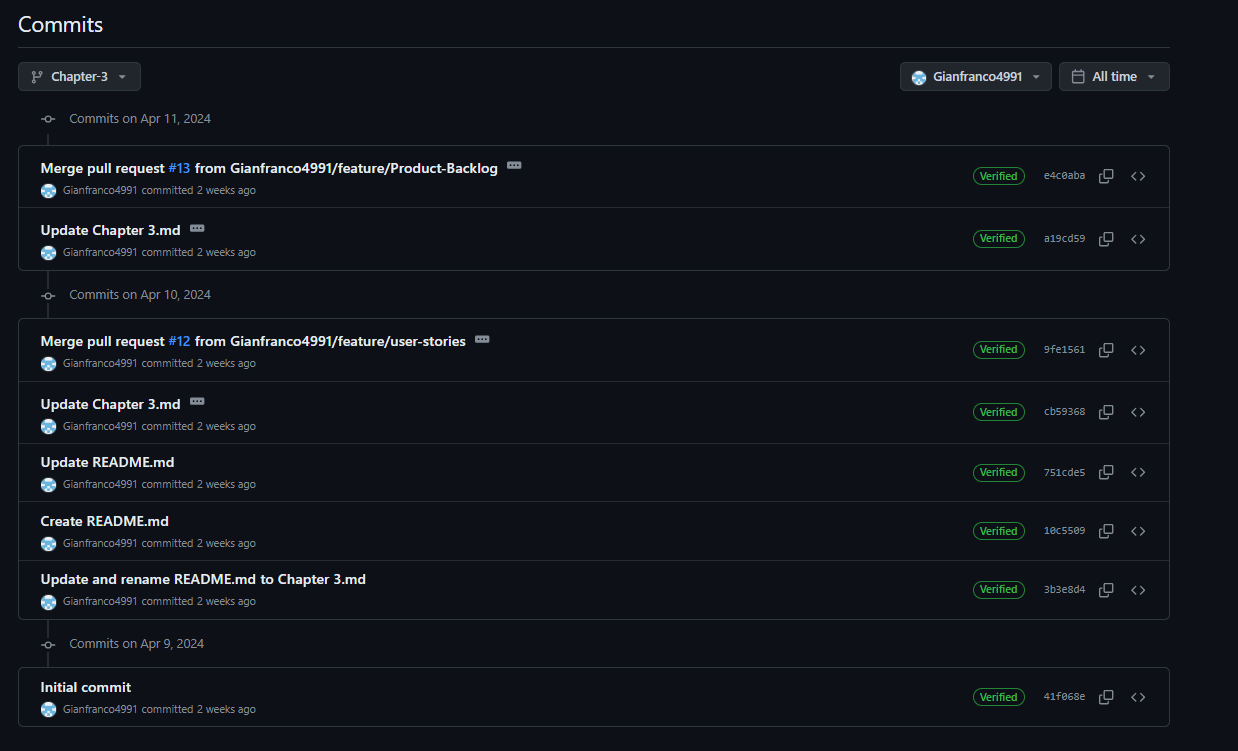 Commits
Chapter-3
Gianfranco4991
All time
Commits on Apr 11, 2024
Merge pull request #13 from Gianfranco4991/feature/Product-Backlog
Gianfranco4991 committed 2 weeks ago
Verified
e4c0aba
Update Chapter 3.md
Gianfranco4991 committed 2 weeks ago
Verified
a19cd59
Commits on Apr 10, 2024
Merge pull request #12 from Gianfranco4991/feature/user-stories
Gianfranco4991 committed 2 weeks ago
Verified
9fe1561
Update Chapter 3.md
Gianfranco4991 committed 2 weeks ago
Verified
cb59368
Update README.md
Gianfranco4991 committed 2 weeks ago
Verified
751cde5
Create README.md
Gianfranco4991 committed 2 weeks ago
Verified
10c5509
Update and rename README.md to Chapter 3.md
Gianfranco4991 committed 2 weeks ago
Verified
3b3e8d4
Commits on Apr 9, 2024
Initial commit
Gianfranco4991 committed 2 weeks ago
Verified
41f068e